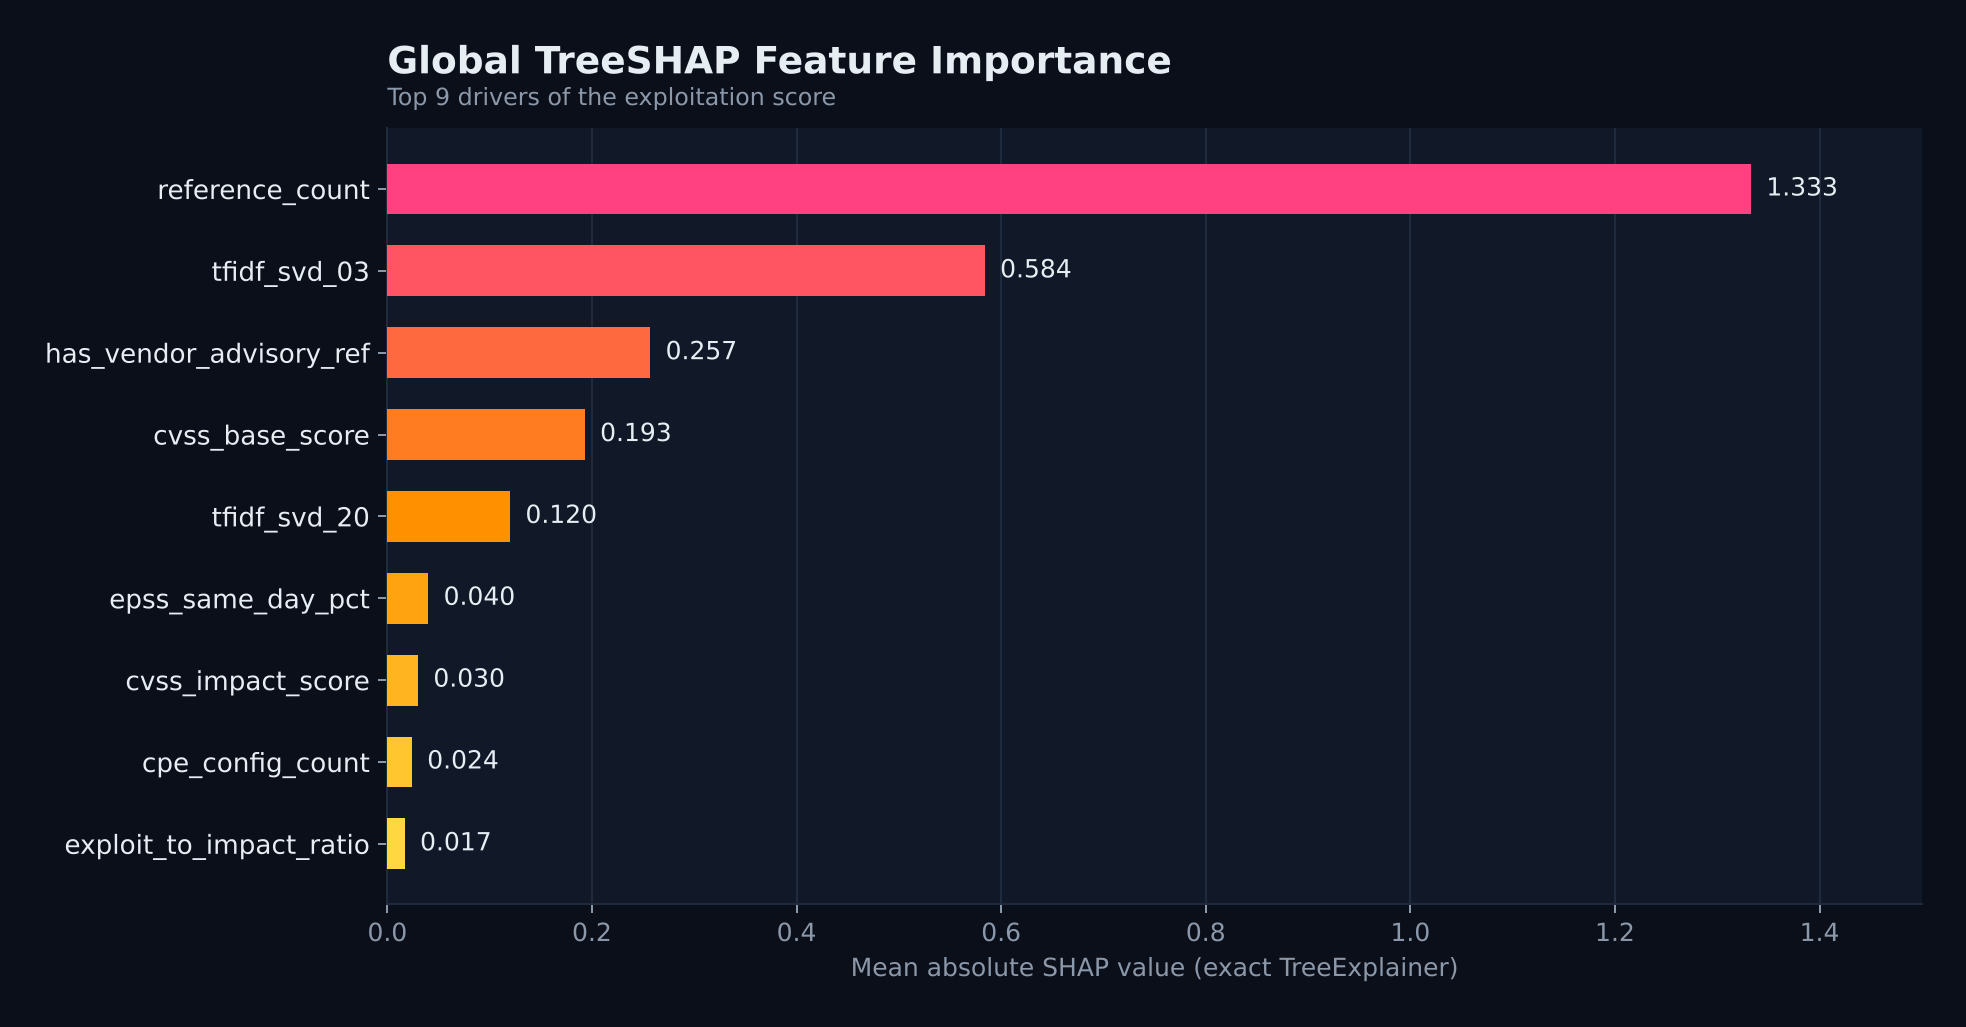 Global TreeSHAP Feature Importance
Top 9 drivers of the exploitation score
reference_count 1.333
tfidf_svd_03 0.584
has_vendor_advisory_ref 0.257
cvss_base_score 0.193
tfidf_svd_20 0.120
epss_same_day_pct 0.040
cvss_impact_score 0.030
cpe_config_count 0.024
exploit_to_impact_ratio 0.017
0.0 0.2 0.4 0.6 0.8 1.0 1.2 1.4
Mean absolute SHAP value (exact TreeExplainer)